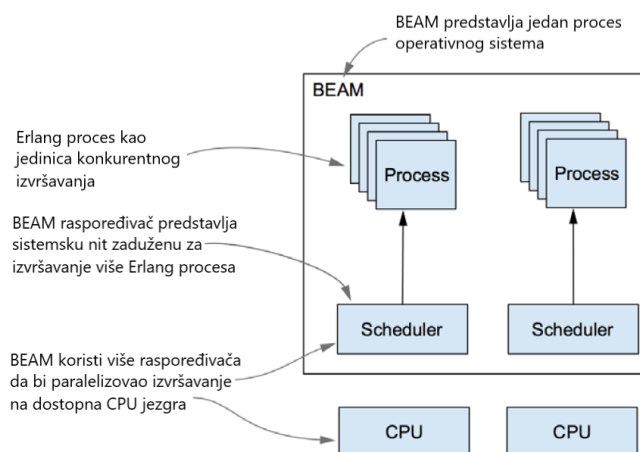 BEAM predstavlja jedan proces
operativnog sistema
BEAM
Erlang proces kao
jedinica konkurentnog
izvršavanja
Process
Process
BEAM raspoređivač predstavlja
sistemsku nit zaduženu za
izvršavanje više Erlang procesa
Scheduler
Scheduler
BEAM koristi više raspoređivača
da bi paralelizovao izvršavanje
na dostopna CPU jezgra
CPU
CPU